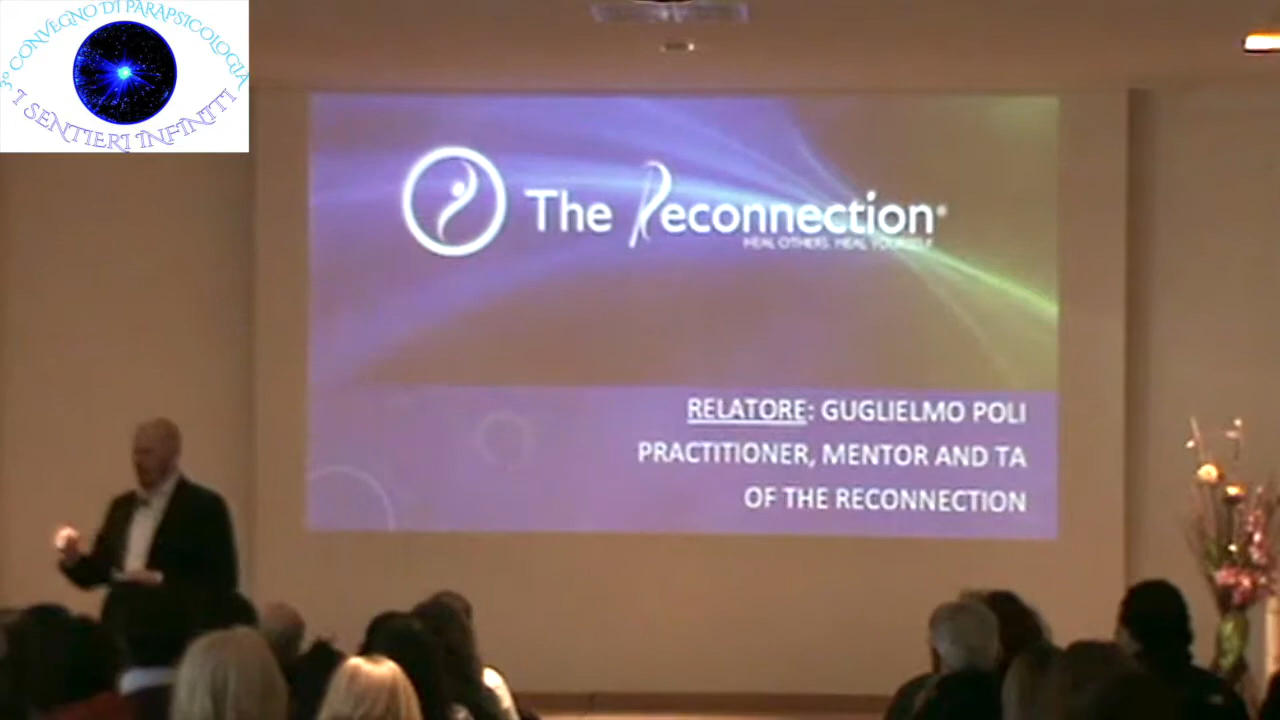 3° CONVEGNO DI PARAPSICOLOGIA
I SENTIERI INFINITI
The Reconnection®
HEAL OTHERS. HEAL YOURSELF.
RELATORE: GUGLIELMO POLI
PRACTITIONER, MENTOR AND TA
OF THE RECONNECTION